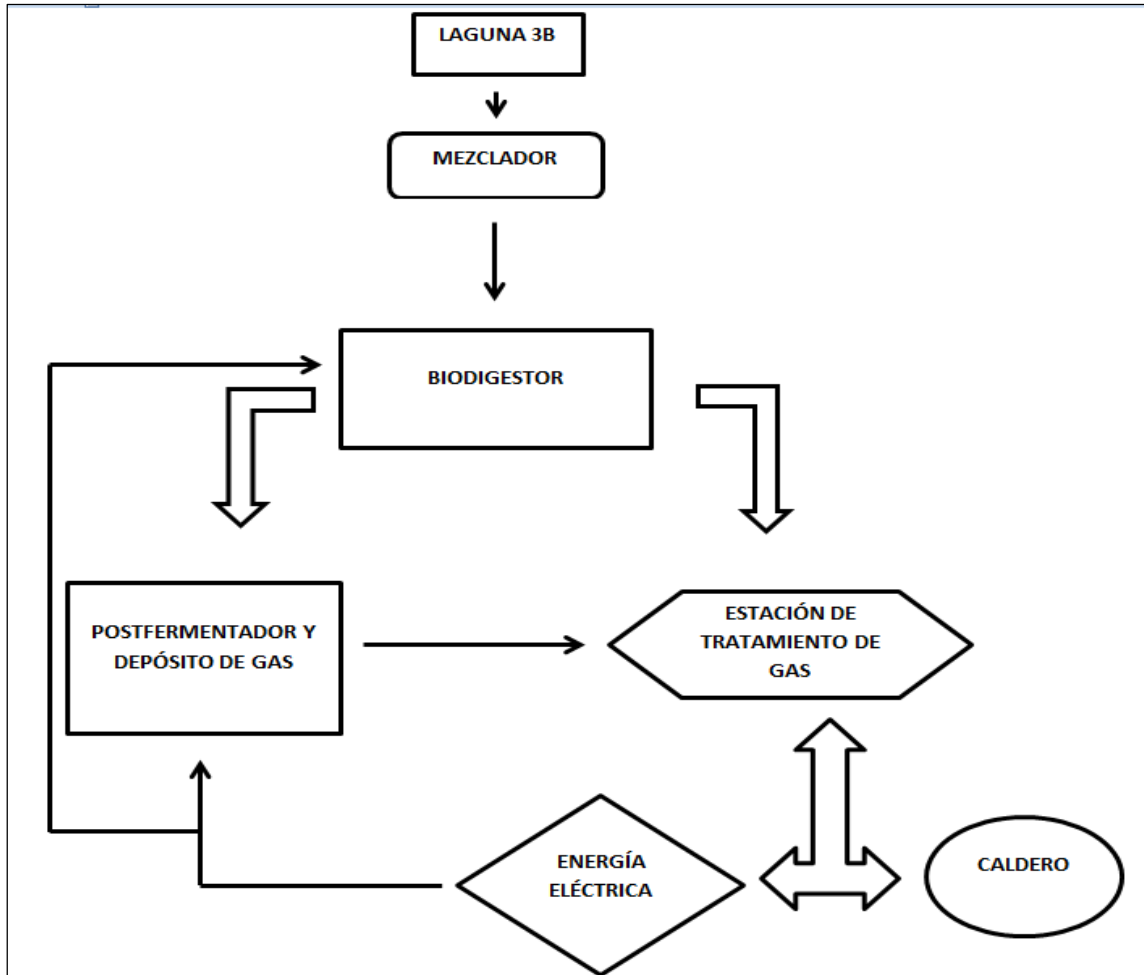 LAGUNA 3B
MEZCLADOR
BIODIGESTOR
POSTFERMENTADOR Y
DEPÓSITO DE GAS
ESTACIÓN DE
TRATAMIENTO DE
GAS
ENERGÍA
ELÉCTRICA
CALDERO